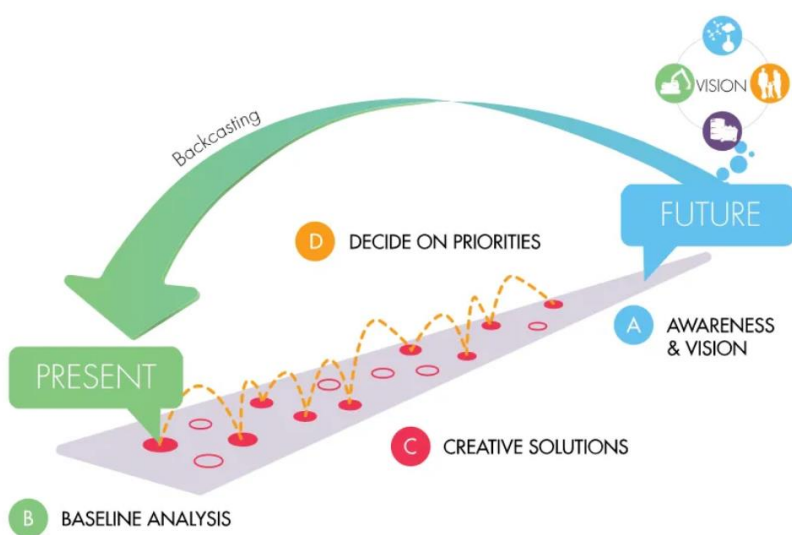 VISION
Backcasting
FUTURE
D DECIDE ON PRIORITIES
A AWARENESS
& VISION
PRESENT
C CREATIVE SOLUTIONS
B BASELINE ANALYSIS